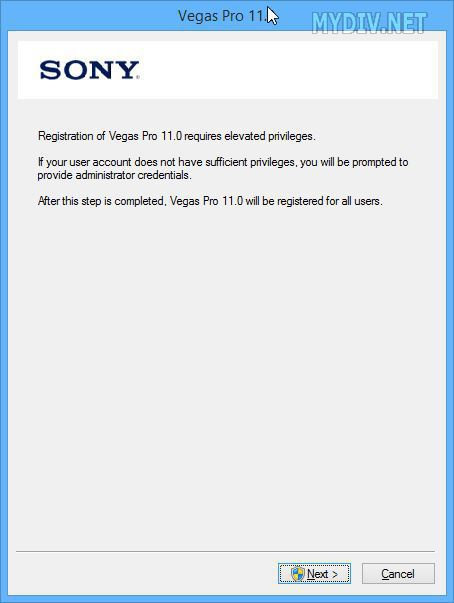 Vegas Pro 11.
MYDIV.NET
SONY
Registration of Vegas Pro 11.0 requires elevated privileges.
If your user account does not have sufficient privileges, you will be prompted to
provide administrator credentials.
After this step is completed, Vegas Pro 11.0 will be registered for all users.
Next >
Cancel